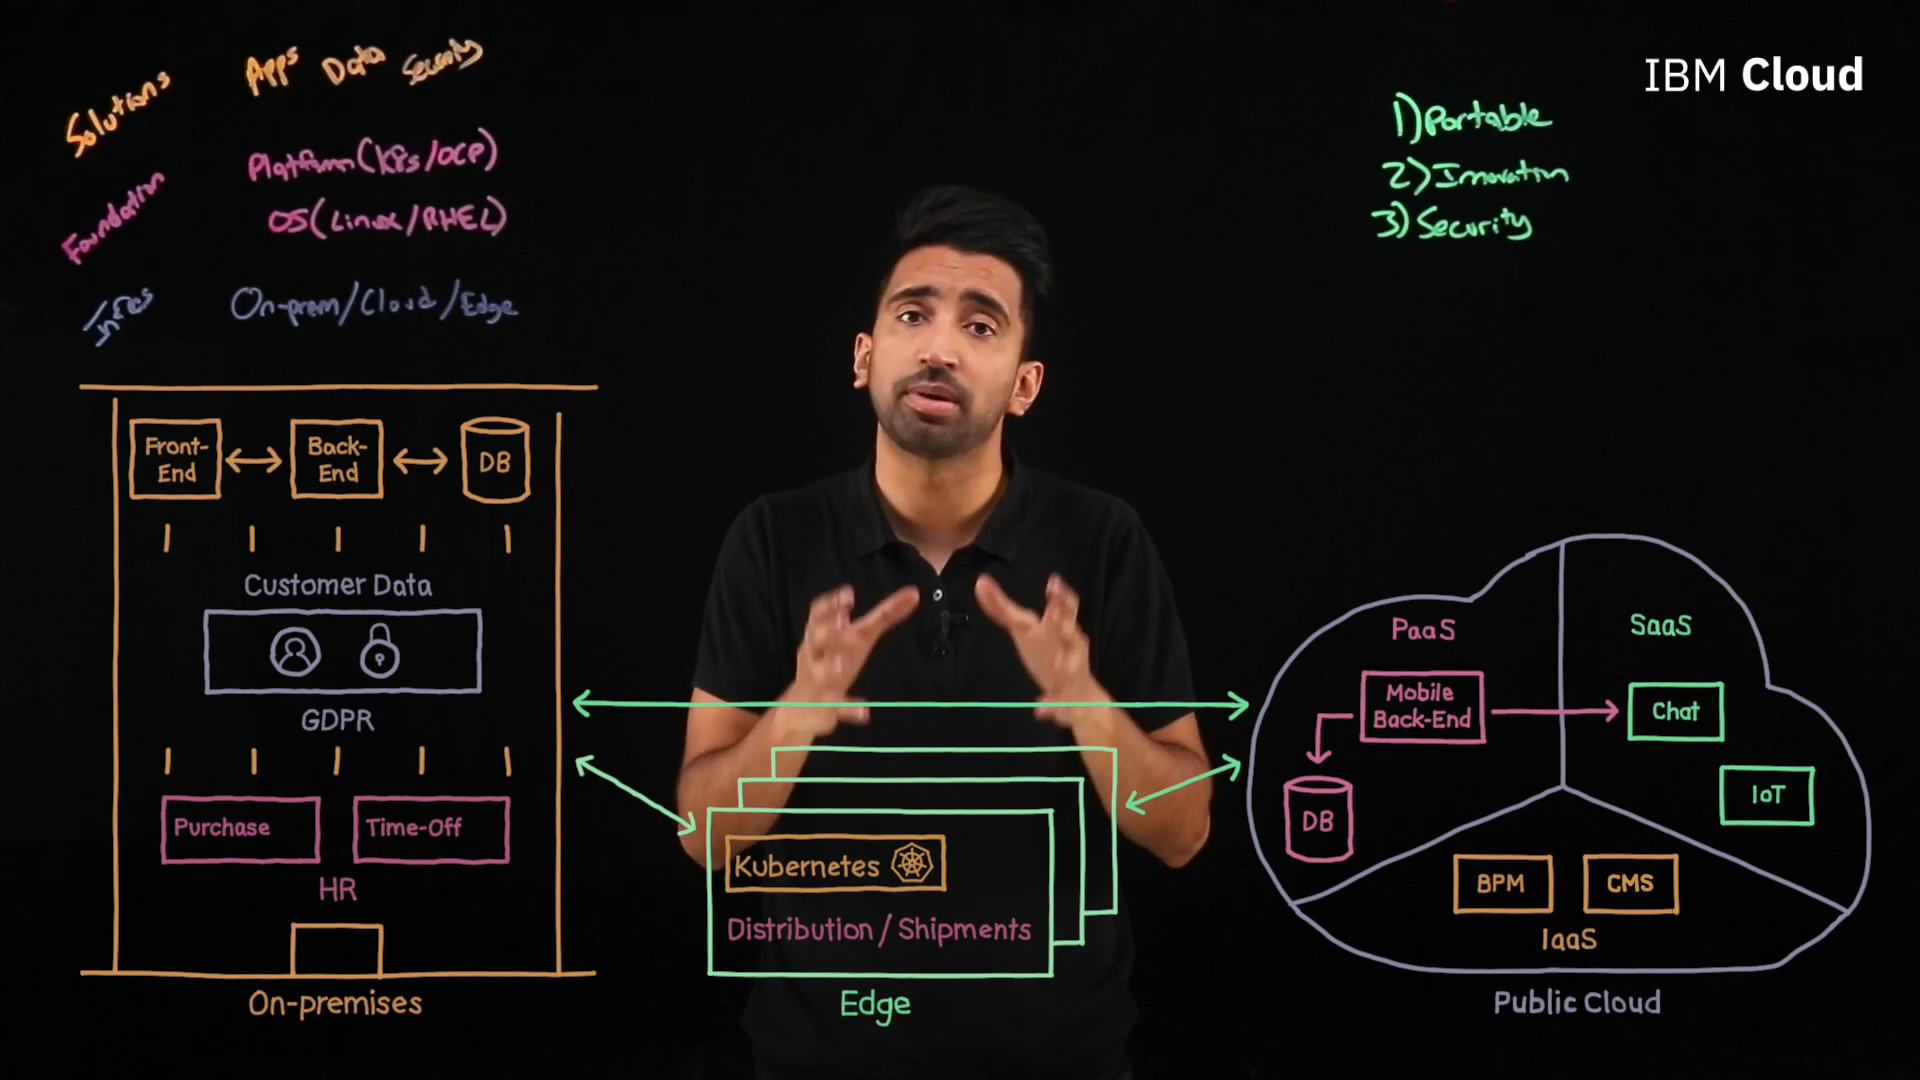 Solutions
Apps Data Security
Foundation
Platform (K8s/OCP)
OS (Linux/RHEL)
Infra
On-prem/Cloud/Edge
IBM Cloud
1) Portable
2) Innovation
3) Security
Front-
End
Back-
End
DB
Customer Data
GDPR
Purchase
Time-Off
HR
On-premises
Kubernetes
Distribution / Shipments
Edge
PaaS
SaaS
Mobile
Back-End
Chat
DB
IoT
BPM
CMS
IaaS
Public Cloud